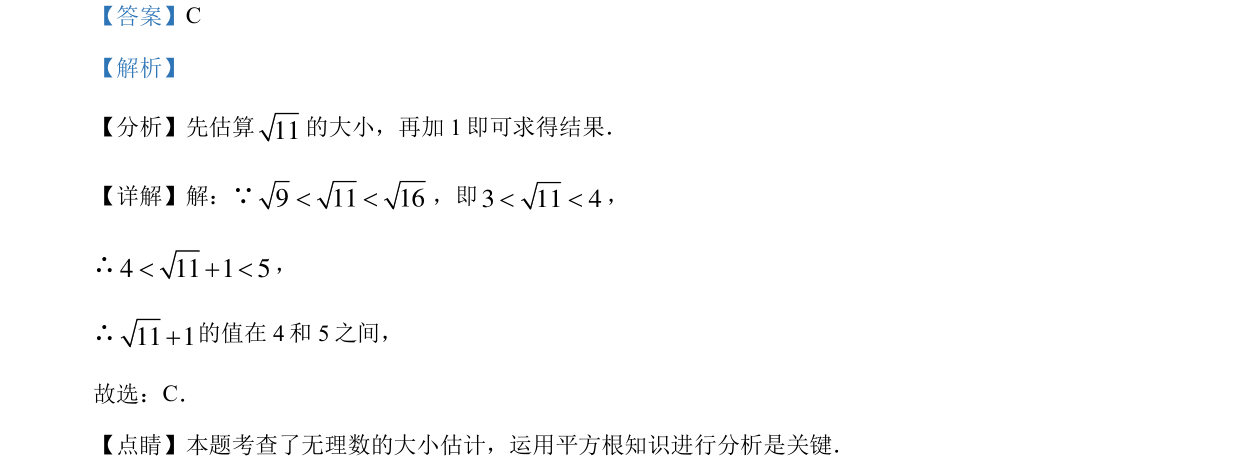 【答案】C
【解析】
【分析】先估算√11的大小，再加 1 即可求得结果．
【详解】解：∵√9＜√11＜√16，即3＜√11＜4，
∴4＜√11+1＜5，
∴√11+1的值在 4 和 5 之间，
故选：C．
【点睛】本题考查了无理数的大小估计，运用平方根知识进行分析是关键．